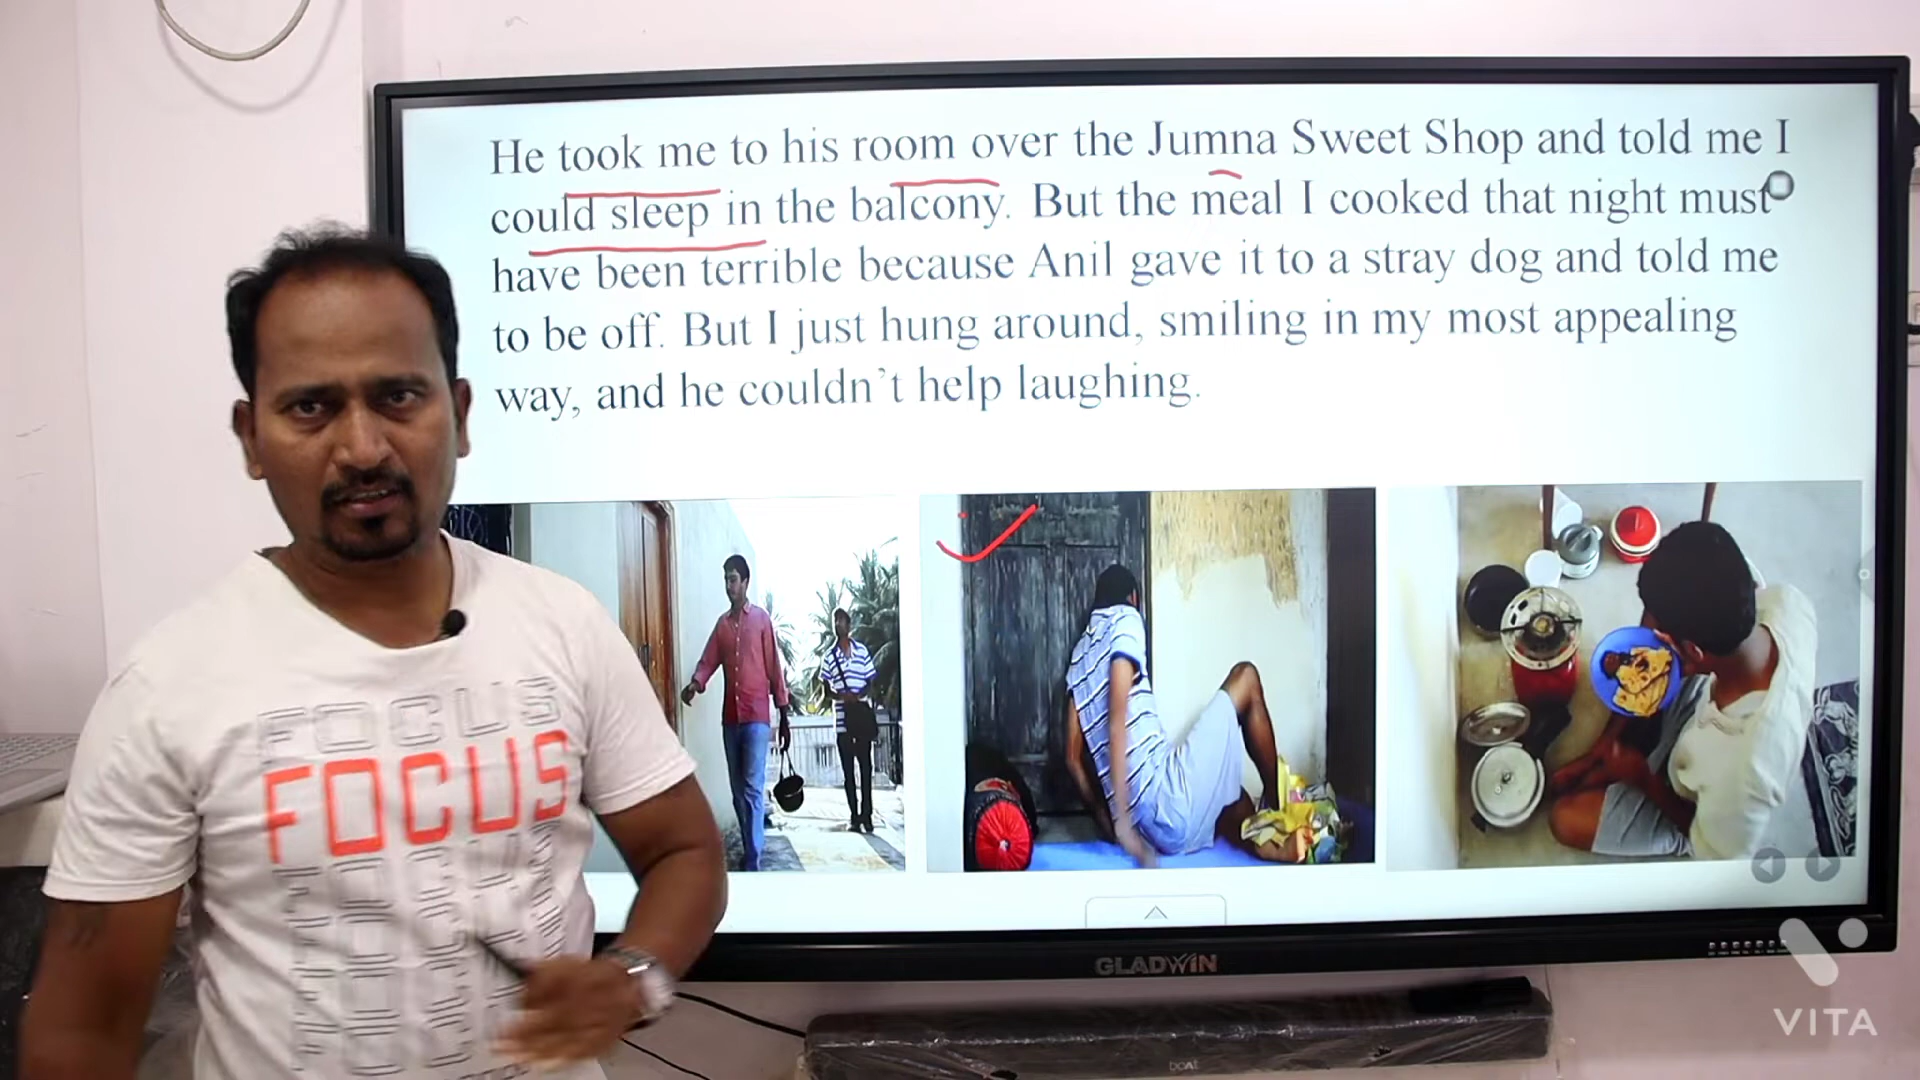 He took me to his room over the Jumna Sweet Shop and told me I
could sleep in the balcony. But the meal I cooked that night must
have been terrible because Anil gave it to a stray dog and told me
to be off. But I just hung around, smiling in my most appealing
way, and he couldn't help laughing.
FOCUS
FOCUS
FOCUS
FOCUS
GLADWIN
boAt
VITA